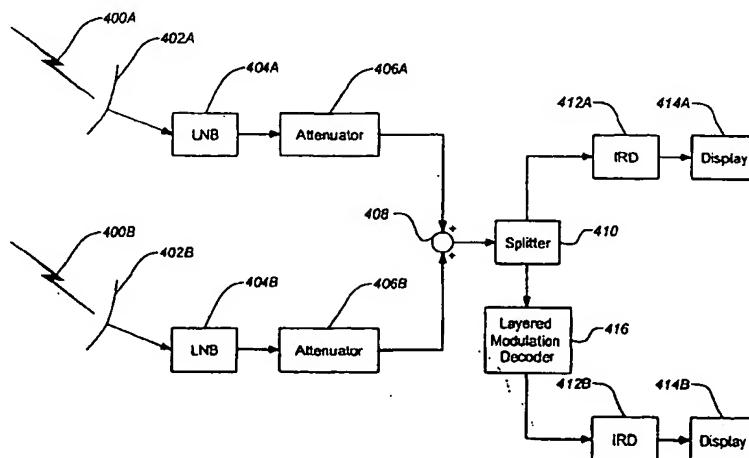 400A
402A
404A
406A
LNB
Attenuator
412A
414A
IRD
Display
408
+
+
Splitter
410
400B
402B
404B
406B
LNB
Attenuator
Layered
Modulation
Decoder
416
412B
414B
IRD
Display